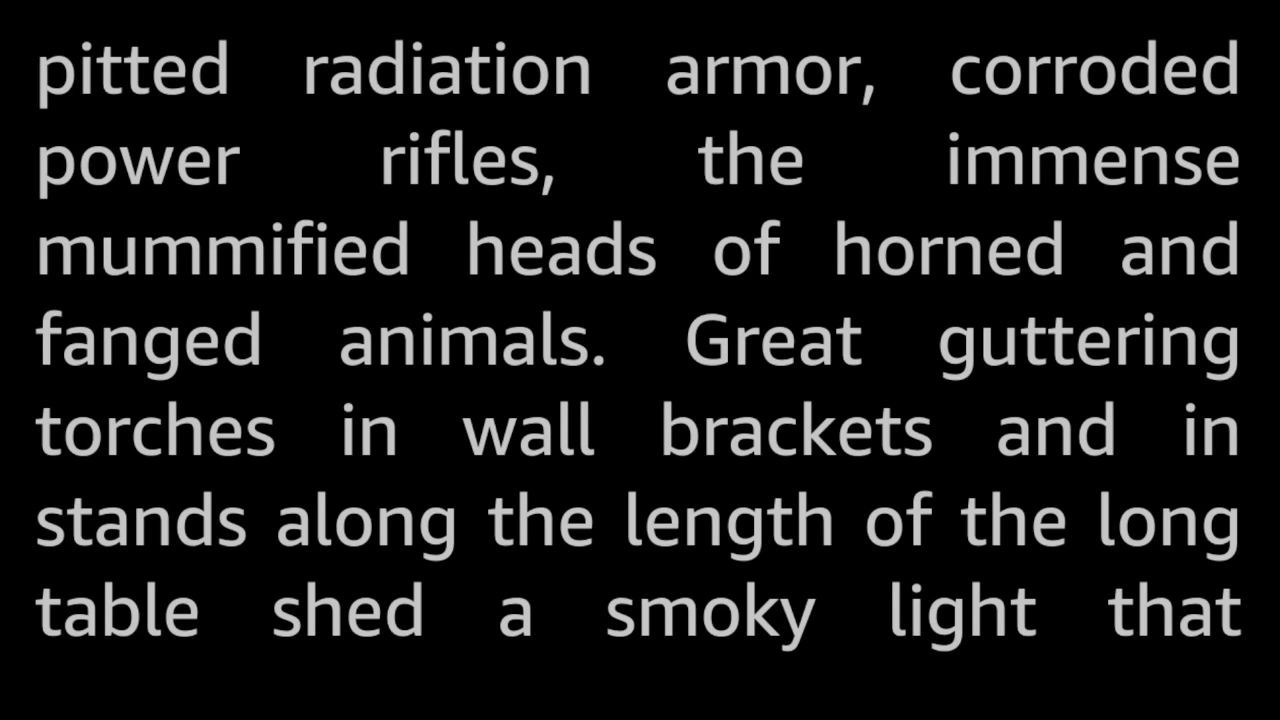 pitted radiation armor, corroded
power rifles, the immense
mummified heads of horned and
fanged animals. Great guttering
torches in wall brackets and in
stands along the length of the long
table shed a smoky light that